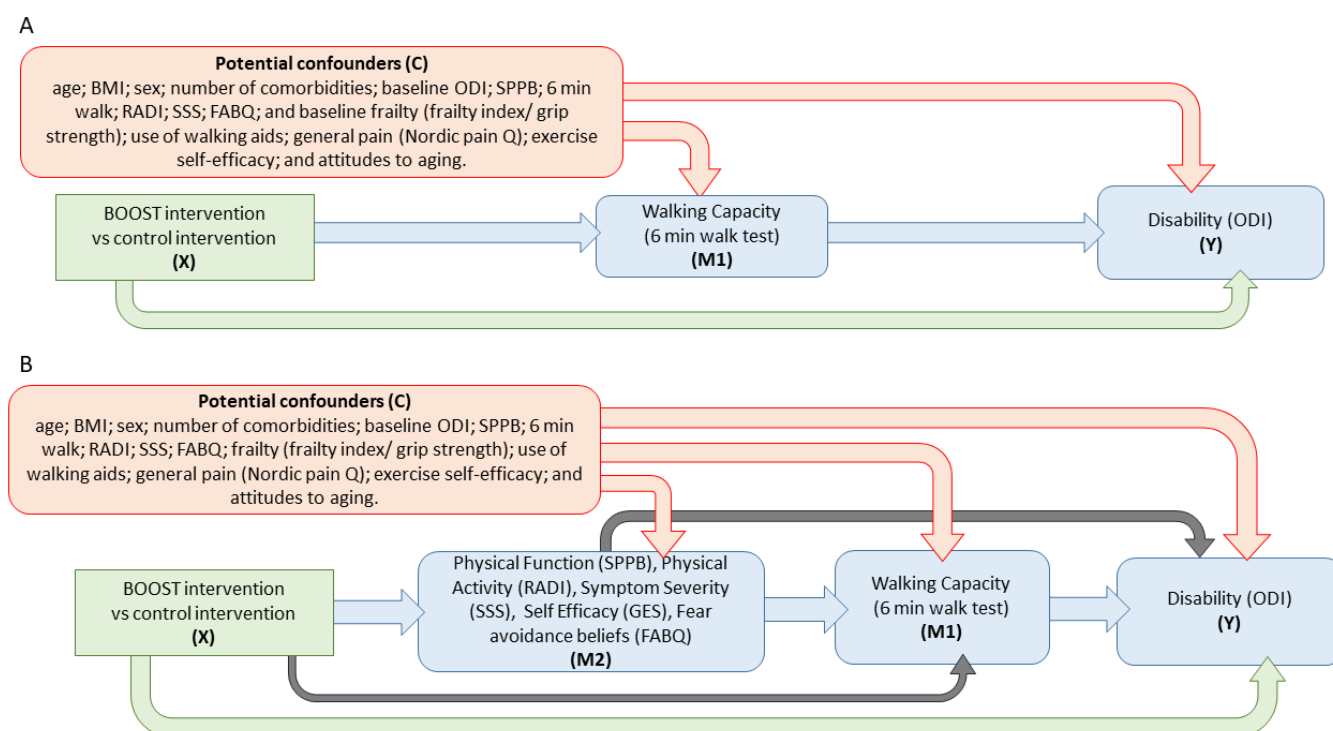 A
Potential confounders (C)
age; BMI; sex; number of comorbidities; baseline ODI; SPPB; 6 min
walk; RADI; SSS; FABQ; and baseline frailty (frailty index/ grip
strength); use of walking aids; general pain (Nordic pain Q); exercise
self-efficacy; and attitudes to aging.
BOOST intervention
vs control intervention
(X)
Walking Capacity
(6 min walk test)
(M1)
Disability (ODI)
(Y)
B
Potential confounders (C)
age; BMI; sex; number of comorbidities; baseline ODI; SPPB; 6 min
walk; RADI; SSS; FABQ; frailty (frailty index/ grip strength); use of
walking aids; general pain (Nordic pain Q); exercise self-efficacy; and
attitudes to aging.
BOOST intervention
vs control intervention
(X)
Physical Function (SPPB), Physical
Activity (RADI), Symptom Severity
(SSS), Self Efficacy (GES), Fear
avoidance beliefs (FABQ)
(M2)
Walking Capacity
(6 min walk test)
(M1)
Disability (ODI)
(Y)